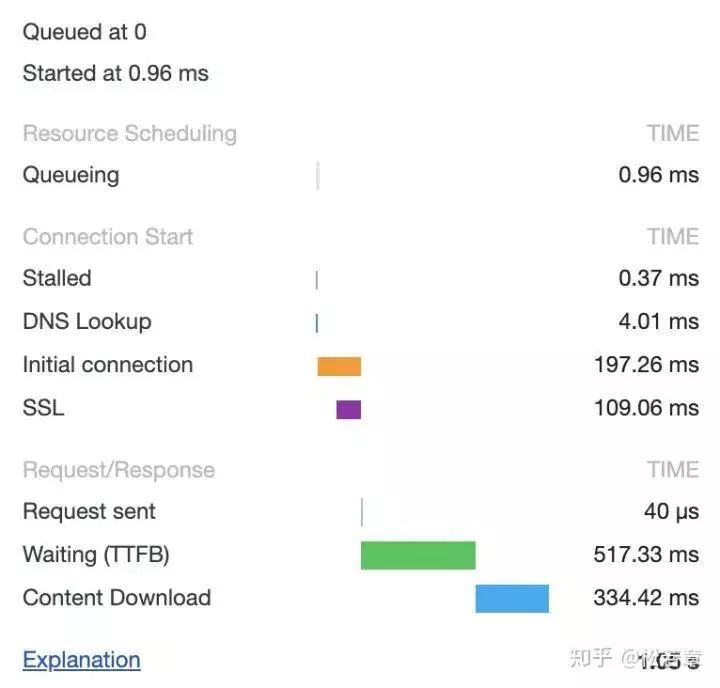 Queued at 0
Started at 0.96 ms
Resource Scheduling TIME
Queueing 0.96 ms
Connection Start TIME
Stalled 0.37 ms
DNS Lookup 4.01 ms
Initial connection 197.26 ms
SSL 109.06 ms
Request/Response TIME
Request sent 40 μs
Waiting (TTFB) 517.33 ms
Content Download 334.42 ms
Explanation 1.05 s
知乎